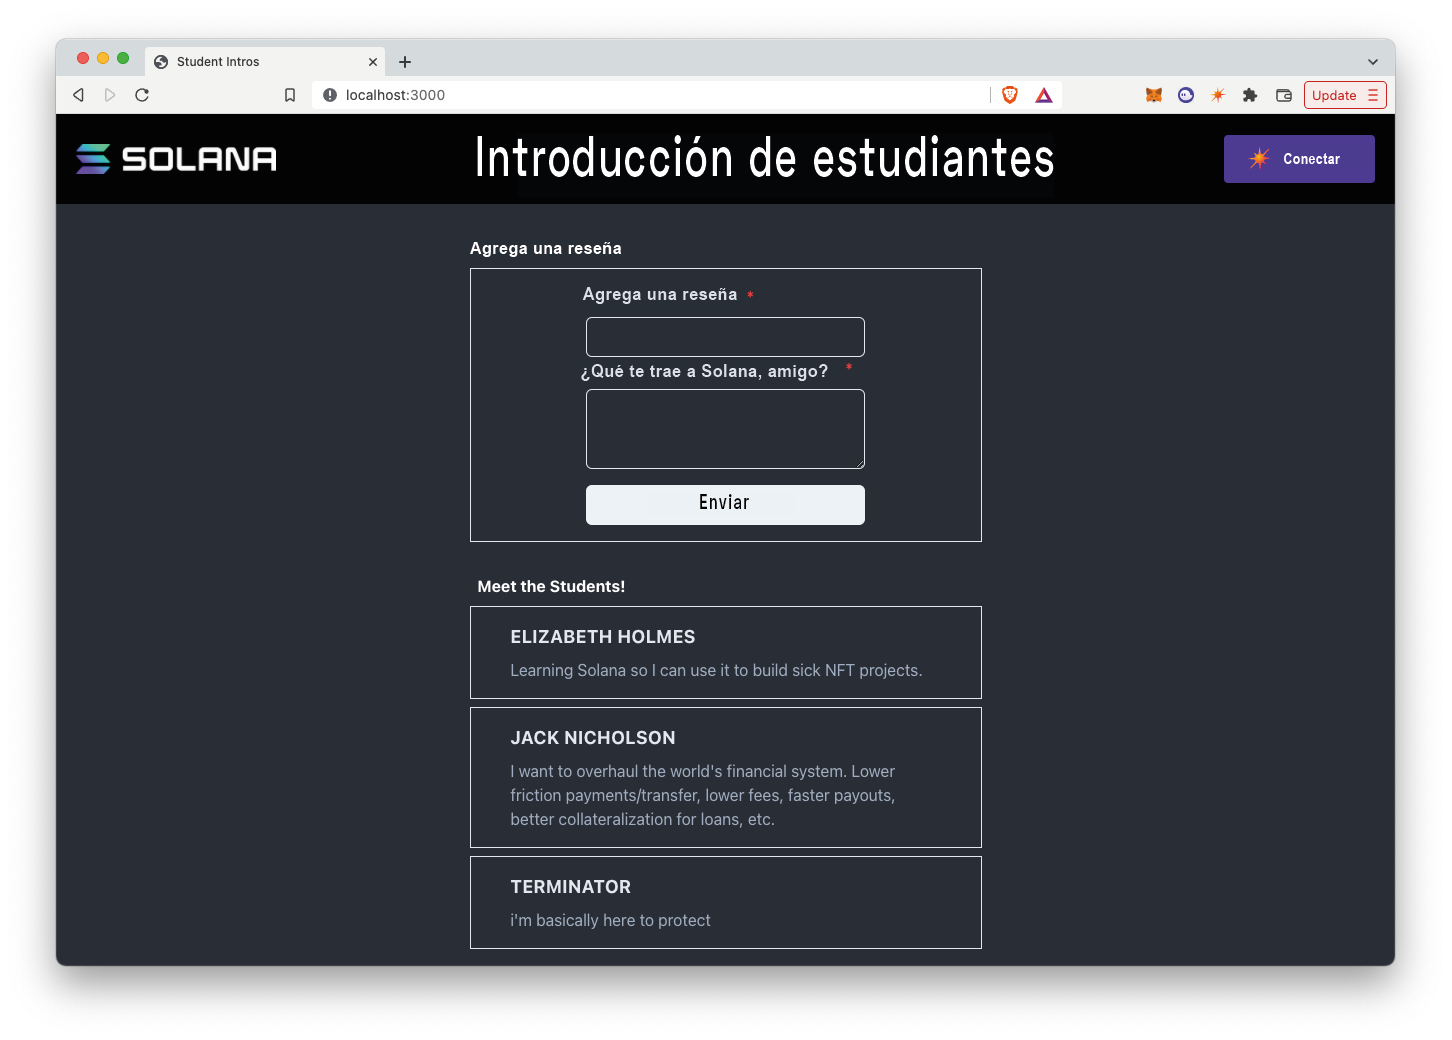 Student Intros
localhost:3000
Update
SOLANA
Introducción de estudiantes
Conectar
Agrega una reseña
Agrega una reseña *
¿Qué te trae a Solana, amigo? *
Enviar
Meet the Students!
ELIZABETH HOLMES
Learning Solana so I can use it to build sick NFT projects.
JACK NICHOLSON
I want to overhaul the world's financial system. Lower
friction payments/transfer, lower fees, faster payouts,
better collateralization for loans, etc.
TERMINATOR
i'm basically here to protect